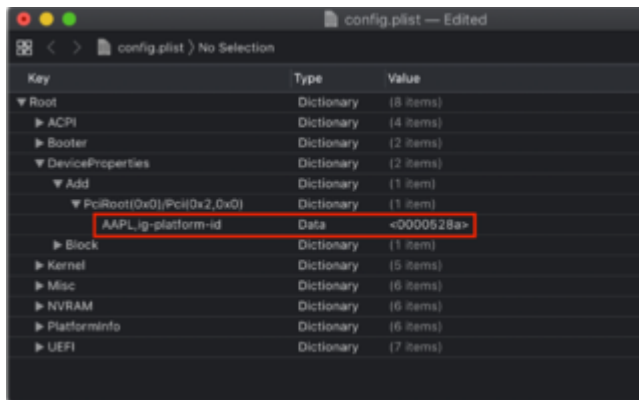 config.plist — Edited
config.plist 〉 No Selection
Key Type Value
Root Dictionary (8 items)
ACPI Dictionary (4 items)
Booter Dictionary (2 items)
DeviceProperties Dictionary (2 items)
Add Dictionary (1 item)
PciRoot(0x0)/Pci(0x2,0x0) Dictionary (1 item)
AAPL,ig-platform-id Data <0000528a>
Block Dictionary (1 item)
Kernel Dictionary (5 items)
Misc Dictionary (6 items)
NVRAM Dictionary (6 items)
PlatformInfo Dictionary (6 items)
UEFI Dictionary (7 items)